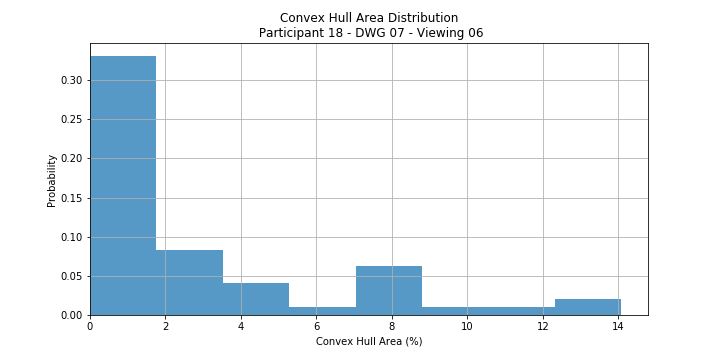 Convex Hull Area Distribution
Participant 18 - DWG 07 - Viewing 06
Probability
0.30
0.25
0.20
0.15
0.10
0.05
0.00
0 2 4 6 8 10 12 14
Convex Hull Area (%)